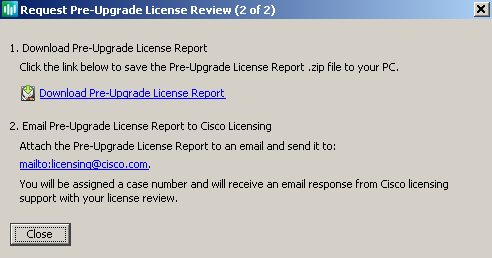 Request Pre-Upgrade License Review (2 of 2)
1. Download Pre-Upgrade License Report
Click the link below to save the Pre-Upgrade License Report .zip file to your PC.
Download Pre-Upgrade License Report
2. Email Pre-Upgrade License Report to Cisco Licensing
Attach the Pre-Upgrade License Report to an email and send it to:
mailto:licensing@cisco.com.
You will be assigned a case number and will receive an email response from Cisco licensing
support with your license review.
Close